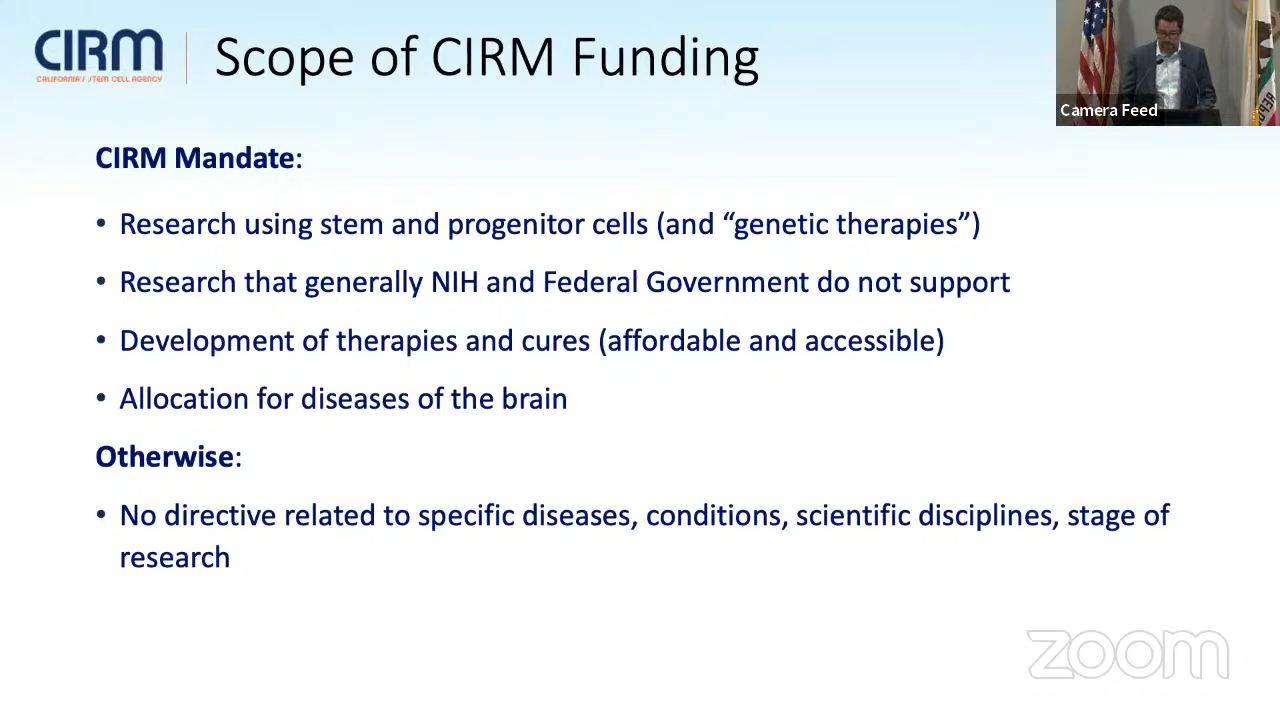 CIRM
CALIFORNIA'S STEM CELL AGENCY
Scope of CIRM Funding
Camera Feed
CIRM Mandate:
• Research using stem and progenitor cells (and “genetic therapies”)
• Research that generally NIH and Federal Government do not support
• Development of therapies and cures (affordable and accessible)
• Allocation for diseases of the brain
Otherwise:
• No directive related to specific diseases, conditions, scientific disciplines, stage of
research
zoom